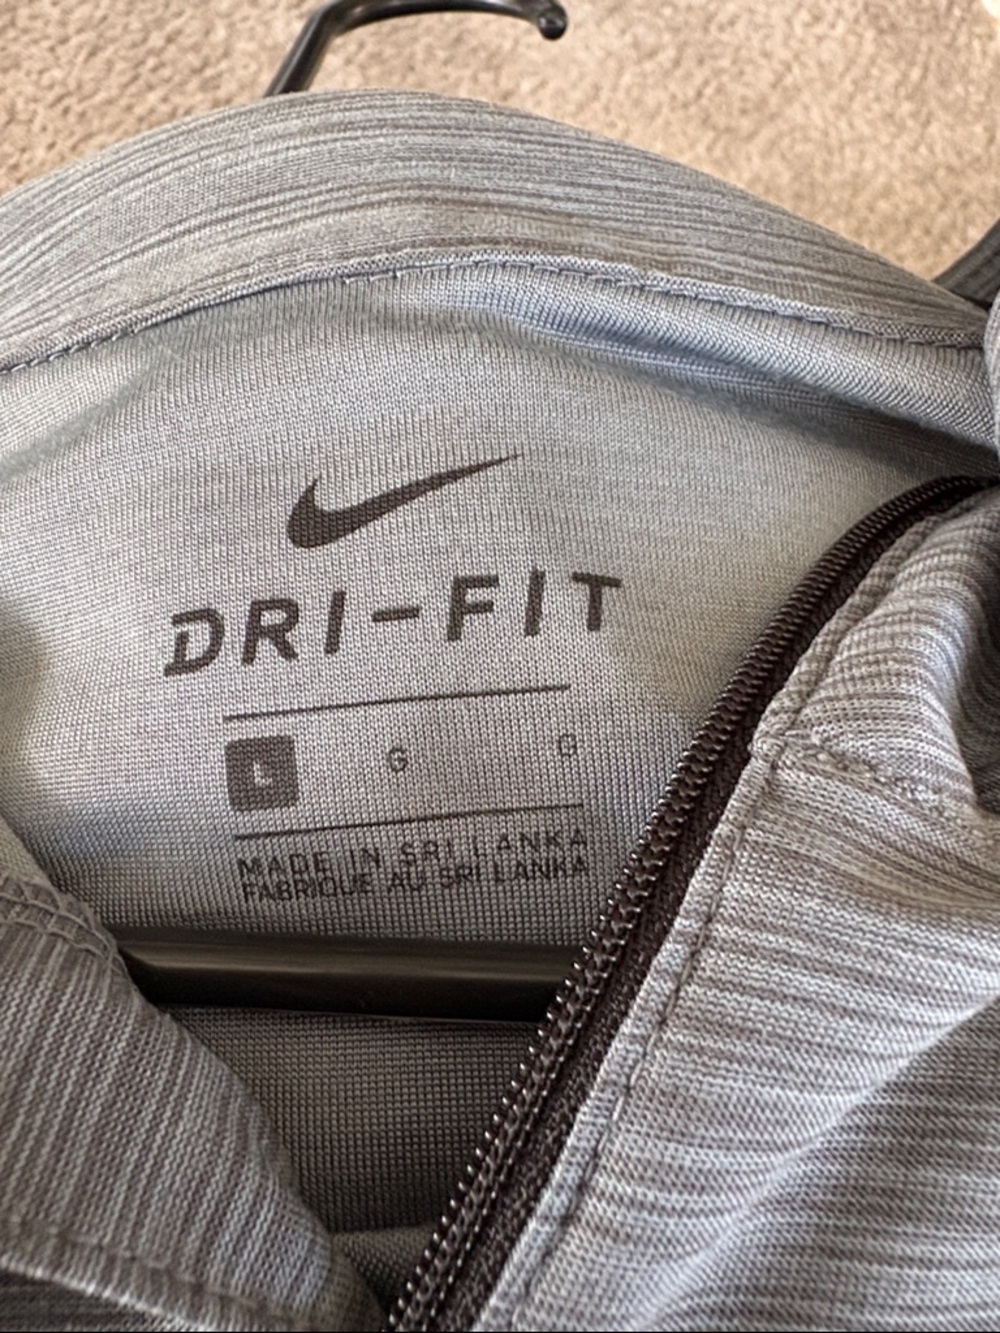 DRI-FIT
L G G
MADE IN SRI LANKA
FABRIQUE AU SRI LANKA